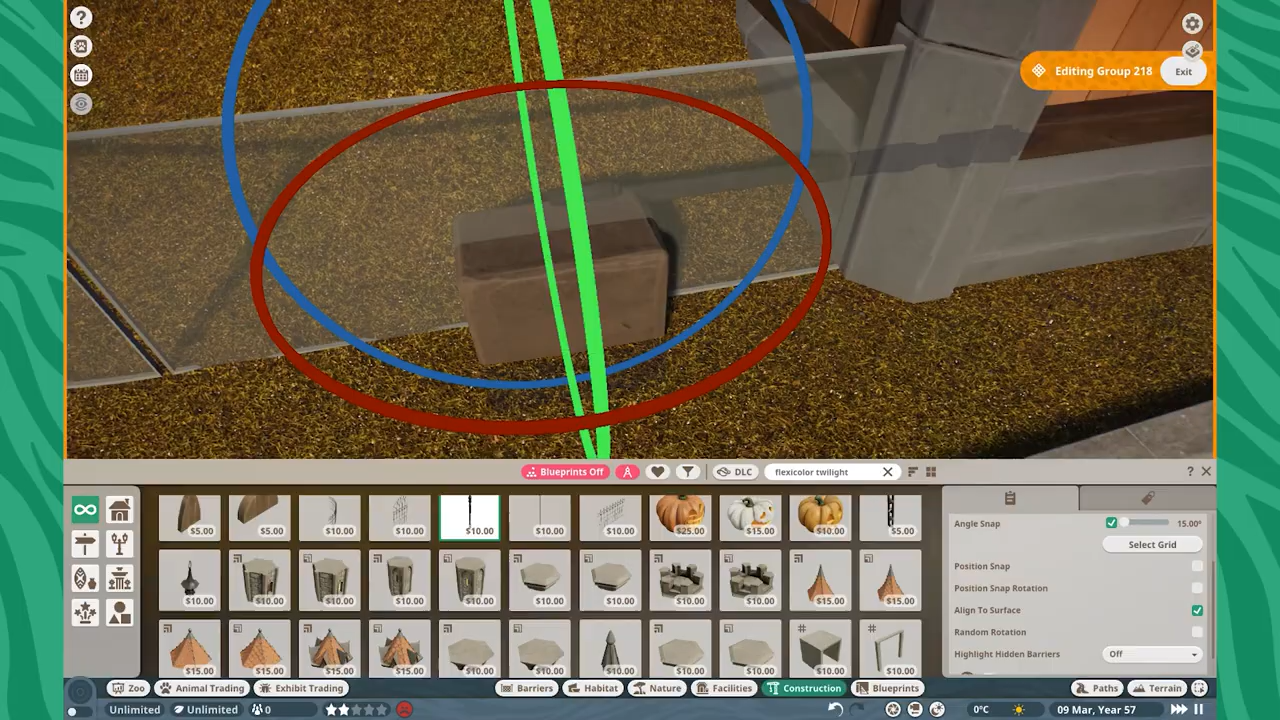 ?
Editing Group 218 Exit
Blueprints Off DLC flexicolor twilight ?
$5.00 $5.00 $10.00 $10.00 $10.00 $10.00 $10.00 $25.00 $10.00 $10.00 $5.00
$10.00 $10.00 $10.00 $10.00 $10.00 $10.00 $10.00 $10.00 $10.00 $15.00 $15.00
$15.00 $15.00 $15.00 $15.00 $10.00 $10.00 $10.00 $10.00 $10.00 $10.00 $10.00
Angle Snap 15.00°
Select Grid
Position Snap
Position Snap Rotation
Align To Surface
Random Rotation
Highlight Hidden Barriers Off
Zoo Animal Trading Exhibit Trading Barriers Habitat Nature Facilities Construction Blueprints Paths Terrain
Unlimited Unlimited 0 0°C 09 Mar, Year 57